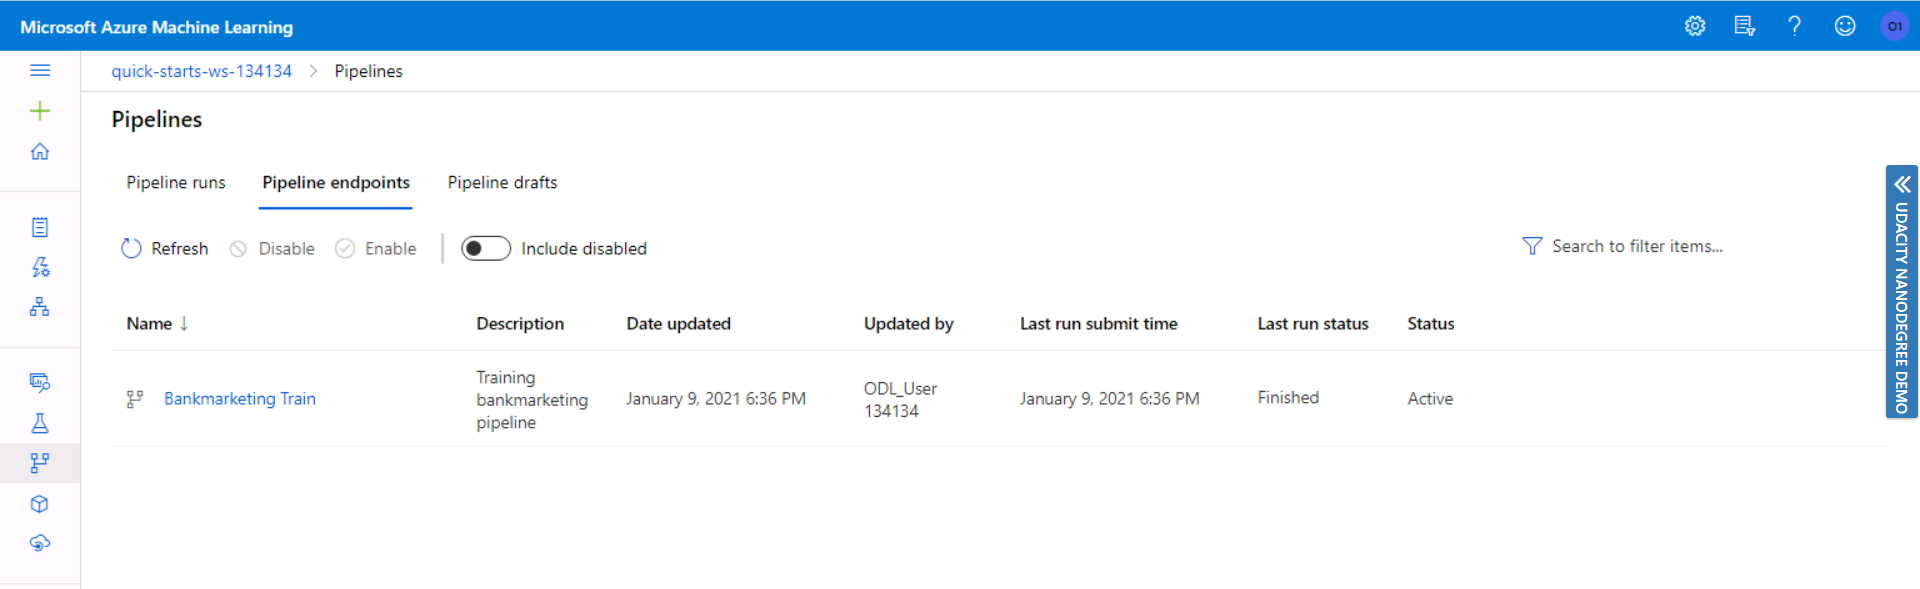 Microsoft Azure Machine Learning
O1
quick-starts-ws-134134 > Pipelines
Pipelines
Pipeline runs Pipeline endpoints Pipeline drafts
Refresh Disable Enable Include disabled Search to filter items...
Name ↓ Description Date updated Updated by Last run submit time Last run status Status
Bankmarketing Train
Training
bankmarketing
pipeline
January 9, 2021 6:36 PM
ODL_User
134134
January 9, 2021 6:36 PM
Finished
Active
UDACITY NANODEGREE DEMO